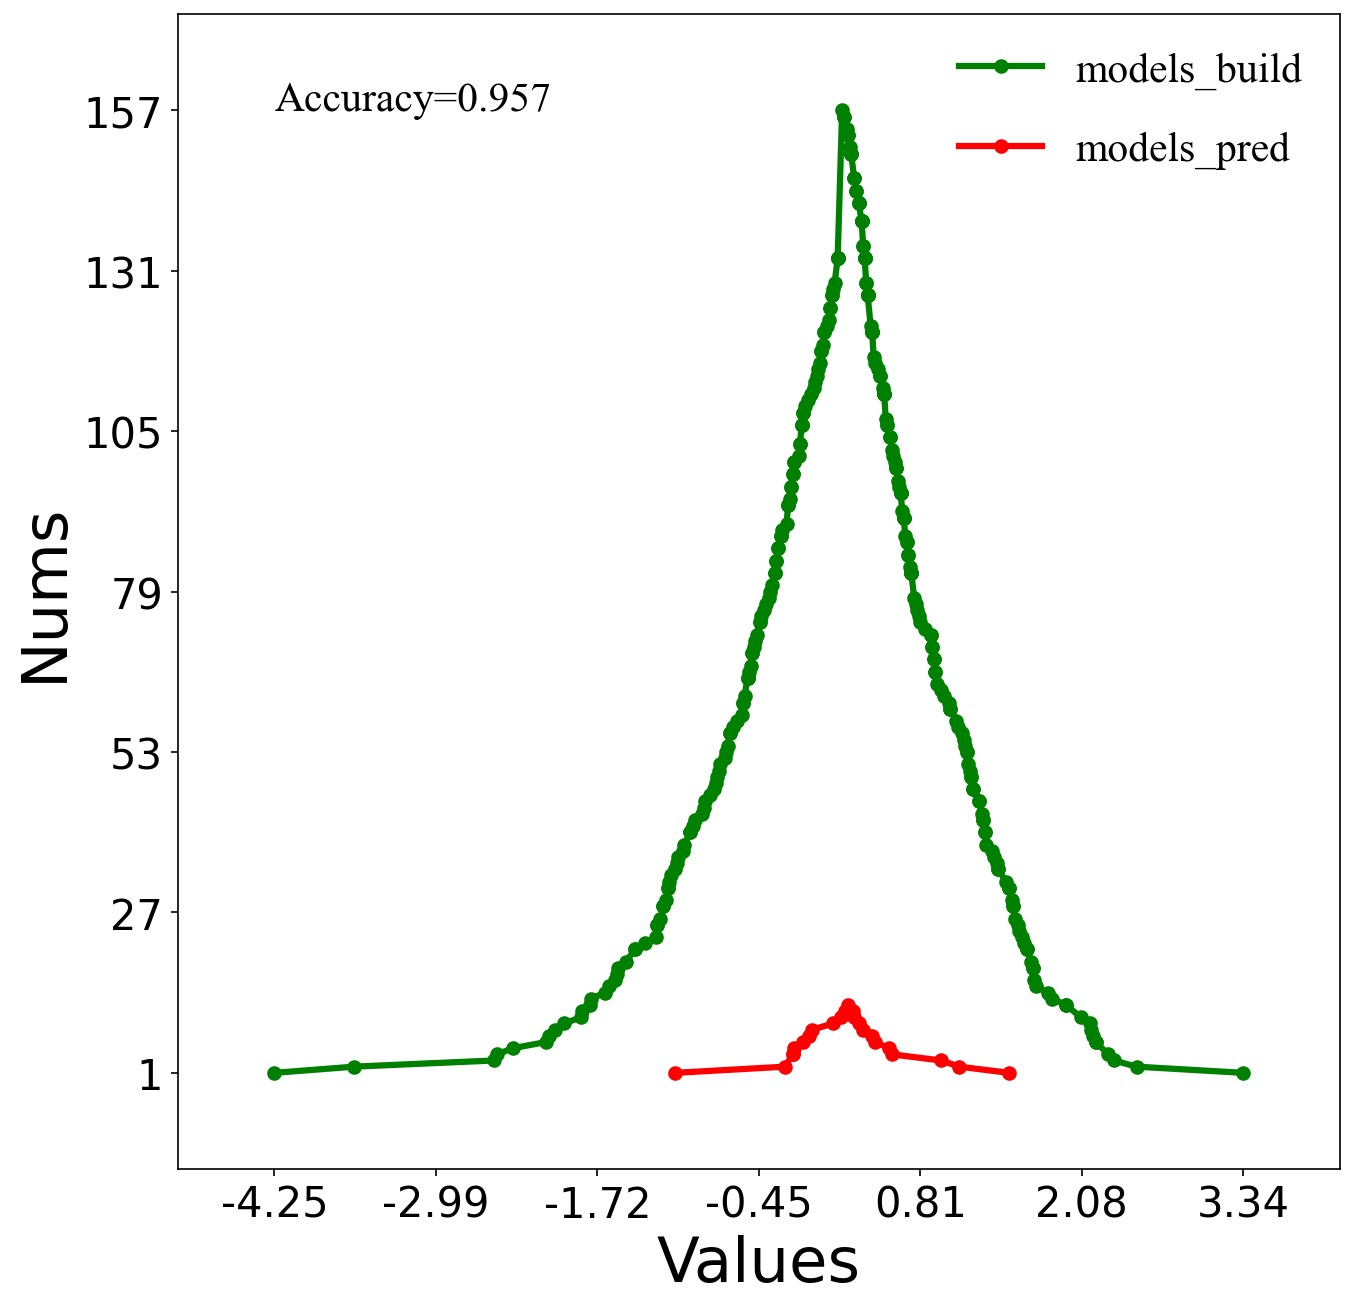 models_build
Accuracy=0.957
models_pred
157
131
105
79
53
27
1
Nums
-4.25 -2.99 -1.72 -0.45 0.81 2.08 3.34
Values